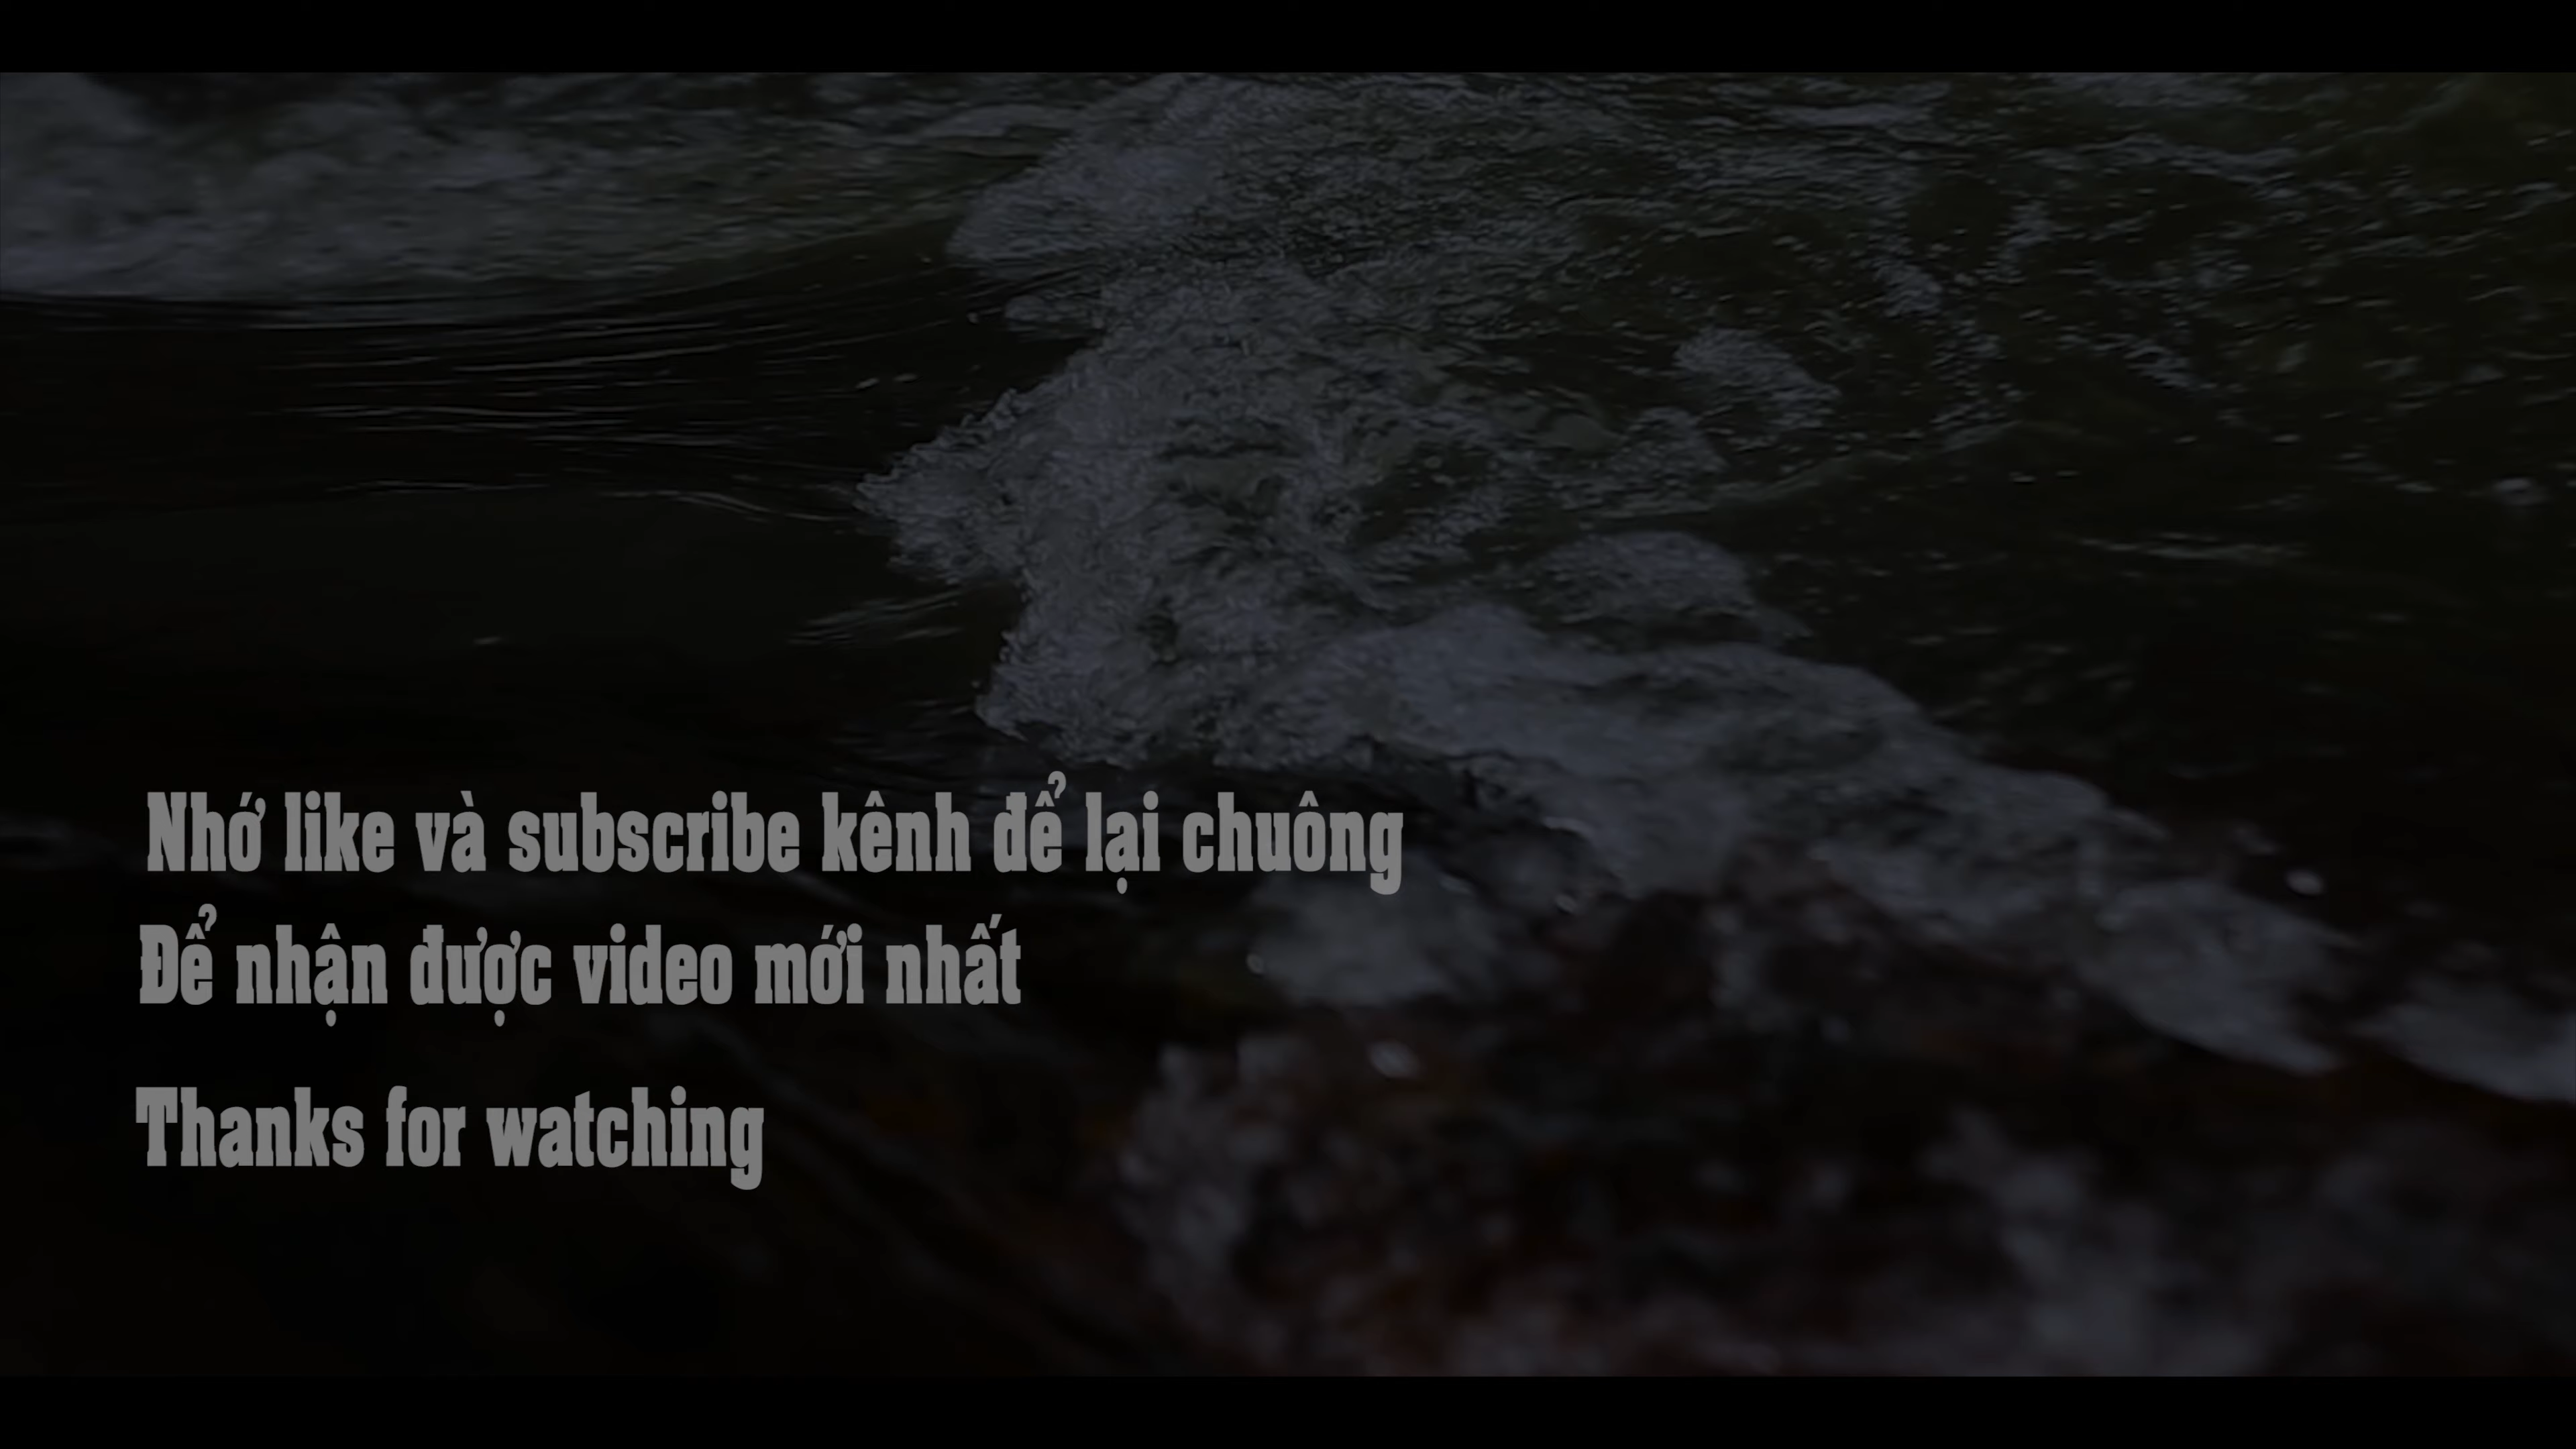 Nhớ like và subscribe kênh để lại chuông
Để nhận được video mới nhất
Thanks for watching